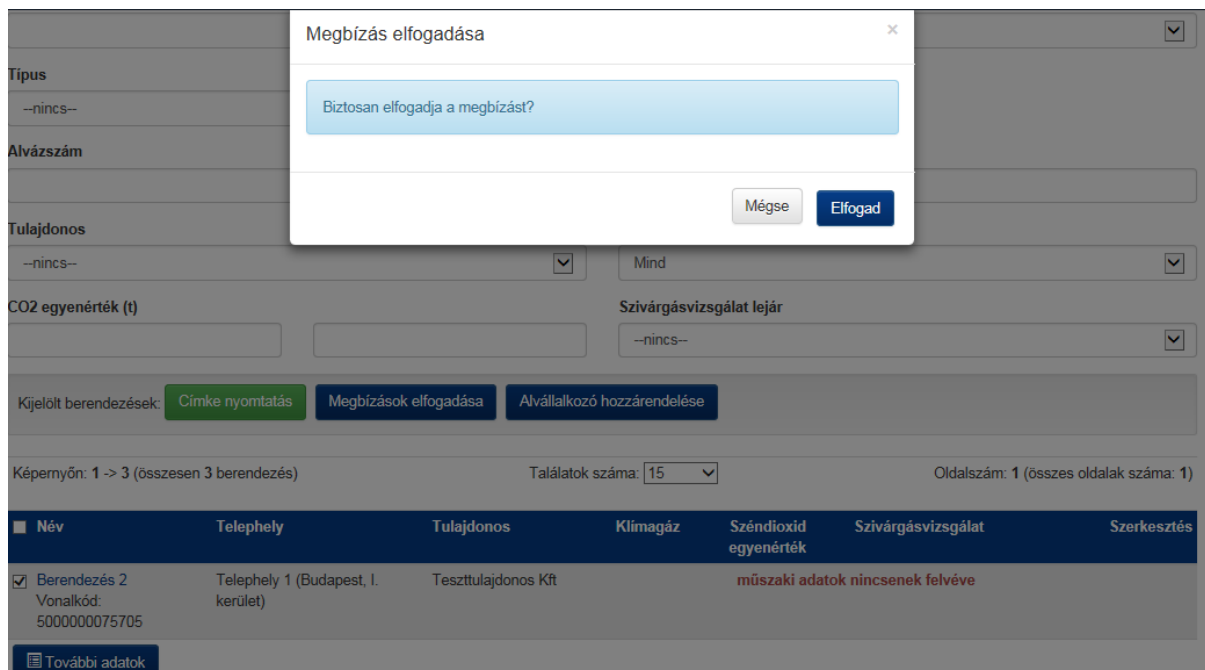 Megbízás elfogadása ×
Biztosan elfogadja a megbízást?
Mégse Elfogad
Típus
--nincs--
Alvázszám
Tulajdonos
--nincs-- Mind
CO2 egyenérték (t) Szivárgásvizsgálat lejár
--nincs--
Kijelölt berendezések: Címke nyomtatás Megbízások elfogadása Alvállalkozó hozzárendelése
Képernyőn: 1 -> 3 (összesen 3 berendezés) Találatok száma: 15 Oldalszám: 1 (összes oldalak száma: 1)
Név Telephely Tulajdonos Klímagáz Széndioxid Szivárgásvizsgálat Szerkesztés
egyenérték
Berendezés 2 Telephely 1 (Budapest, I. Teszttulajdonos Kft műszaki adatok nincsenek felvéve
Vonalkód: kerület)
5000000075705
További adatok